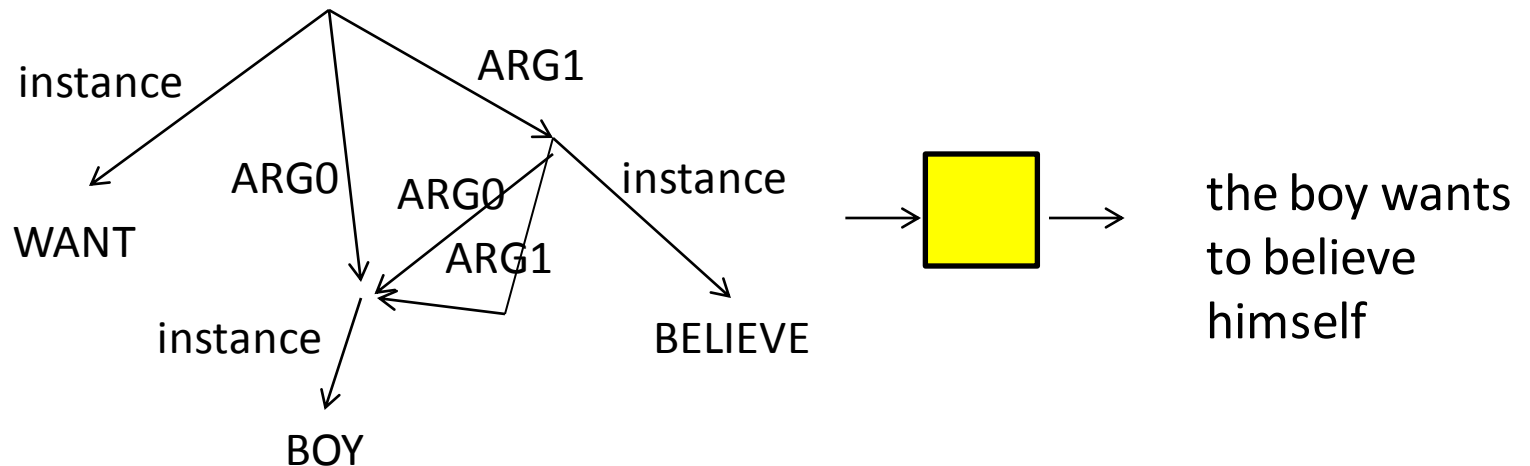 ARG1
instance
ARG0
ARG0
instance
WANT
ARG1
instance
BELIEVE
BOY
the boy wants
to believe
himself